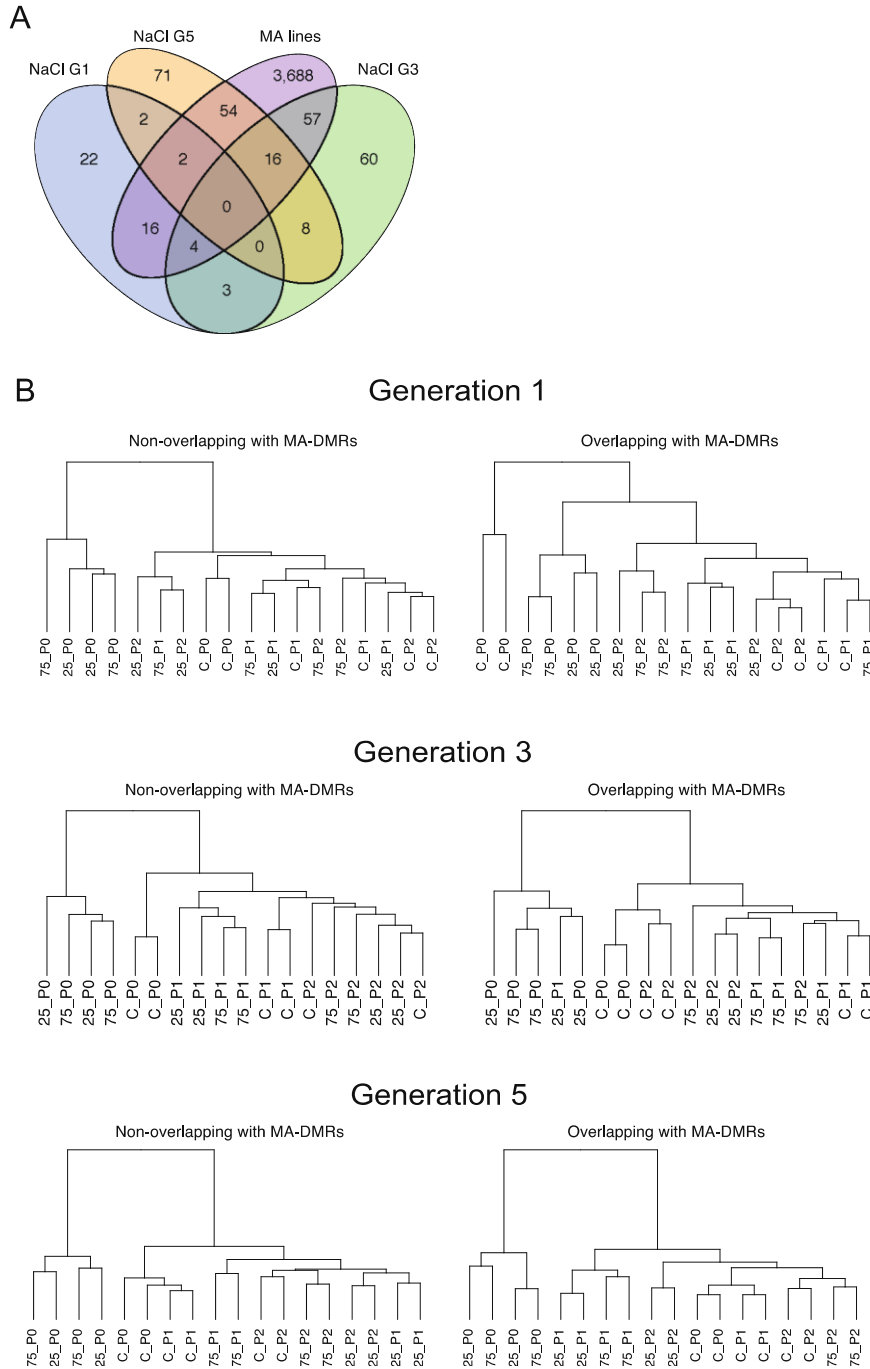 A
NaCl G5
MA lines
NaCl G1
NaCl G3
71
3,688
2
54
57
22
2
16
60
0
16
4
0
8
3
B
Generation 1
Non-overlapping with MA-DMRs
Overlapping with MA-DMRs
75_P0 25_P0 25_P0 75_P0 25_P2 75_P1 25_P2 C_P0 C_P0 75_P1 25_P1 C_P1 75_P2 75_P2 C_P1 25_P1 C_P2 C_P2
C_P0 C_P0 75_P0 75_P0 25_P0 25_P0 25_P2 75_P2 75_P2 75_P1 25_P1 25_P1 25_P2 C_P2 C_P2 C_P1 C_P1 75_P1
Generation 3
Non-overlapping with MA-DMRs
Overlapping with MA-DMRs
25_P0 75_P0 25_P0 75_P0 C_P0 C_P0 25_P1 25_P1 75_P1 75_P1 C_P1 C_P1 C_P2 75_P2 75_P2 25_P2 25_P2 C_P2
25_P0 75_P0 75_P0 25_P0 25_P0 C_P0 C_P0 C_P2 C_P2 75_P2 25_P2 25_P2 75_P1 75_P1 75_P2 25_P1 C_P1 C_P1
Generation 5
Non-overlapping with MA-DMRs
Overlapping with MA-DMRs
75_P0 25_P0 75_P0 25_P0 C_P0 C_P0 C_P1 C_P1 75_P1 75_P1 C_P2 C_P2 75_P2 75_P2 25_P2 25_P2 25_P1 25_P1
25_P0 75_P0 25_P0 75_P0 25_P1 25_P1 75_P1 75_P1 25_P2 25_P2 C_P0 C_P0 C_P1 C_P1 C_P2 C_P2 75_P2 75_P2